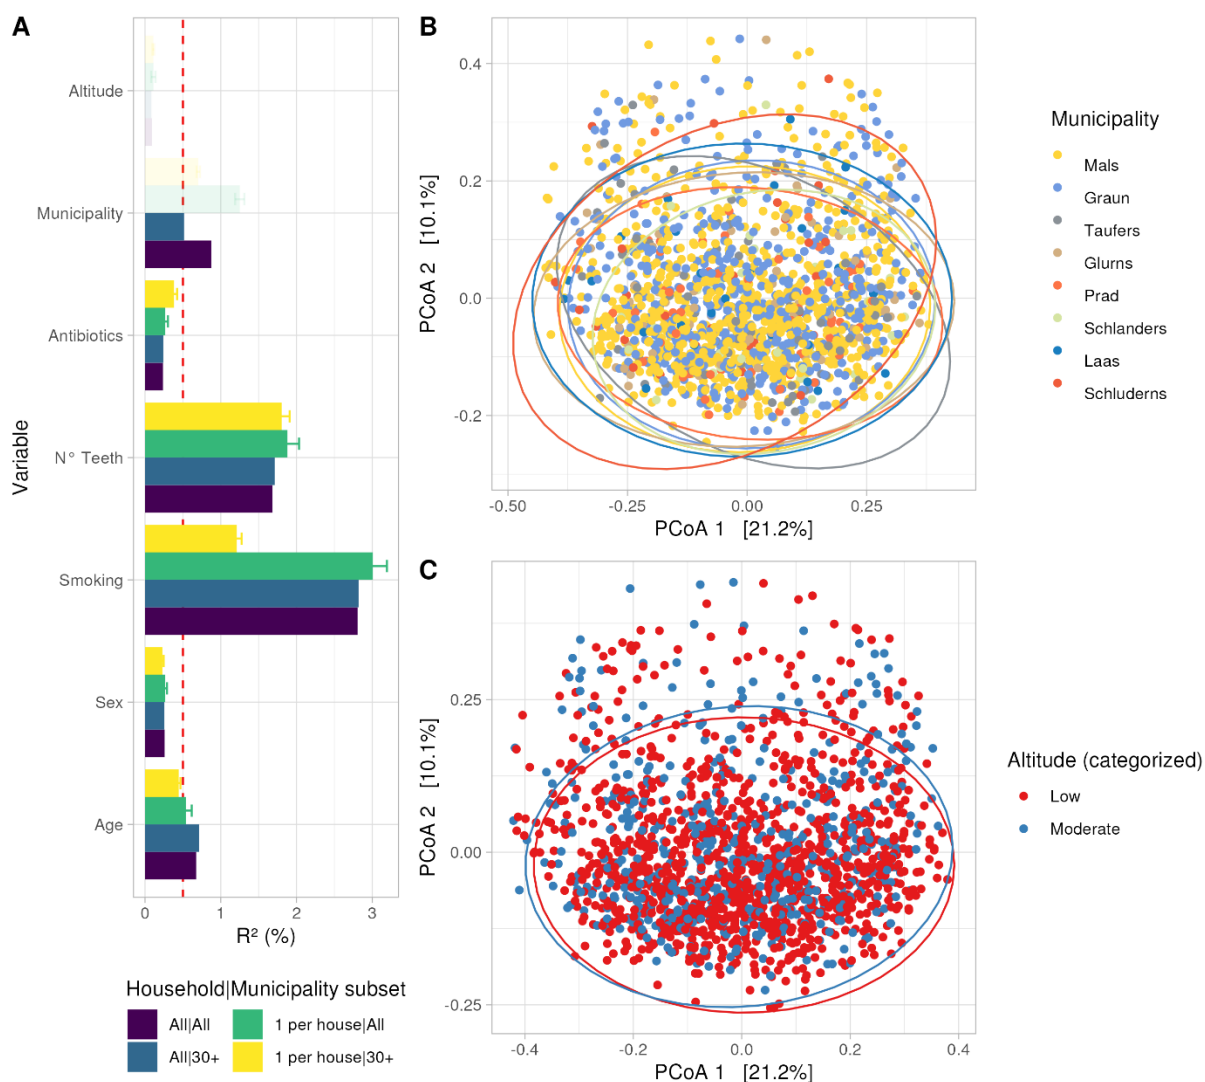 A
Variable
Altitude
Municipality
Antibiotics
N° Teeth
Smoking
Sex
Age
0 1 2 3
R² (%)
Household|Municipality subset
All|All
1 per house|All
All|30+
1 per house|30+
B
PCoA 2 [10.1%]
0.4
0.2
0.0
-0.2
-0.50 -0.25 0.00 0.25
PCoA 1 [21.2%]
Municipality
Mals
Graun
Taufers
Glurns
Prad
Schlanders
Laas
Schluderns
C
PCoA 2 [10.1%]
0.25
0.00
-0.25
-0.4 -0.2 0.0 0.2 0.4
PCoA 1 [21.2%]
Altitude (categorized)
Low
Moderate